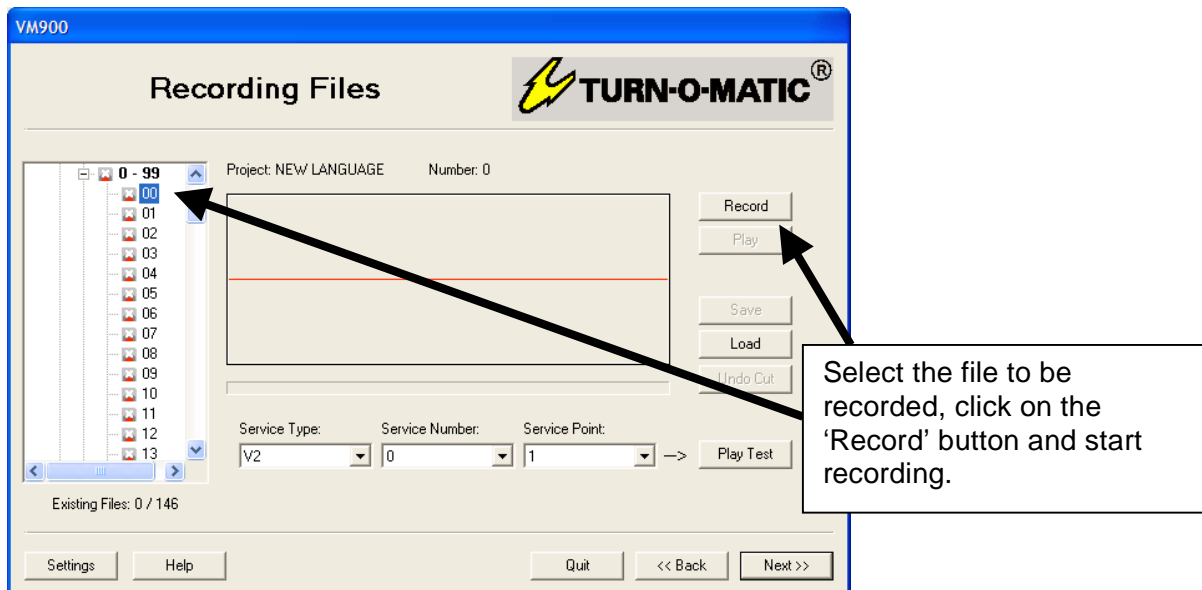 VM900
Recording Files
TURN-O-MATIC®
0 - 99
00
01
02
03
04
05
06
07
08
09
10
11
12
13
Existing Files: 0 / 146
Project: NEW LANGUAGE Number: 0
Record
Play
Save
Load
Undo Cut
Service Type: Service Number: Service Point:
V2 0 1 --> Play Test
Select the file to be
recorded, click on the
‘Record’ button and start
recording.
Settings Help Quit << Back Next >>